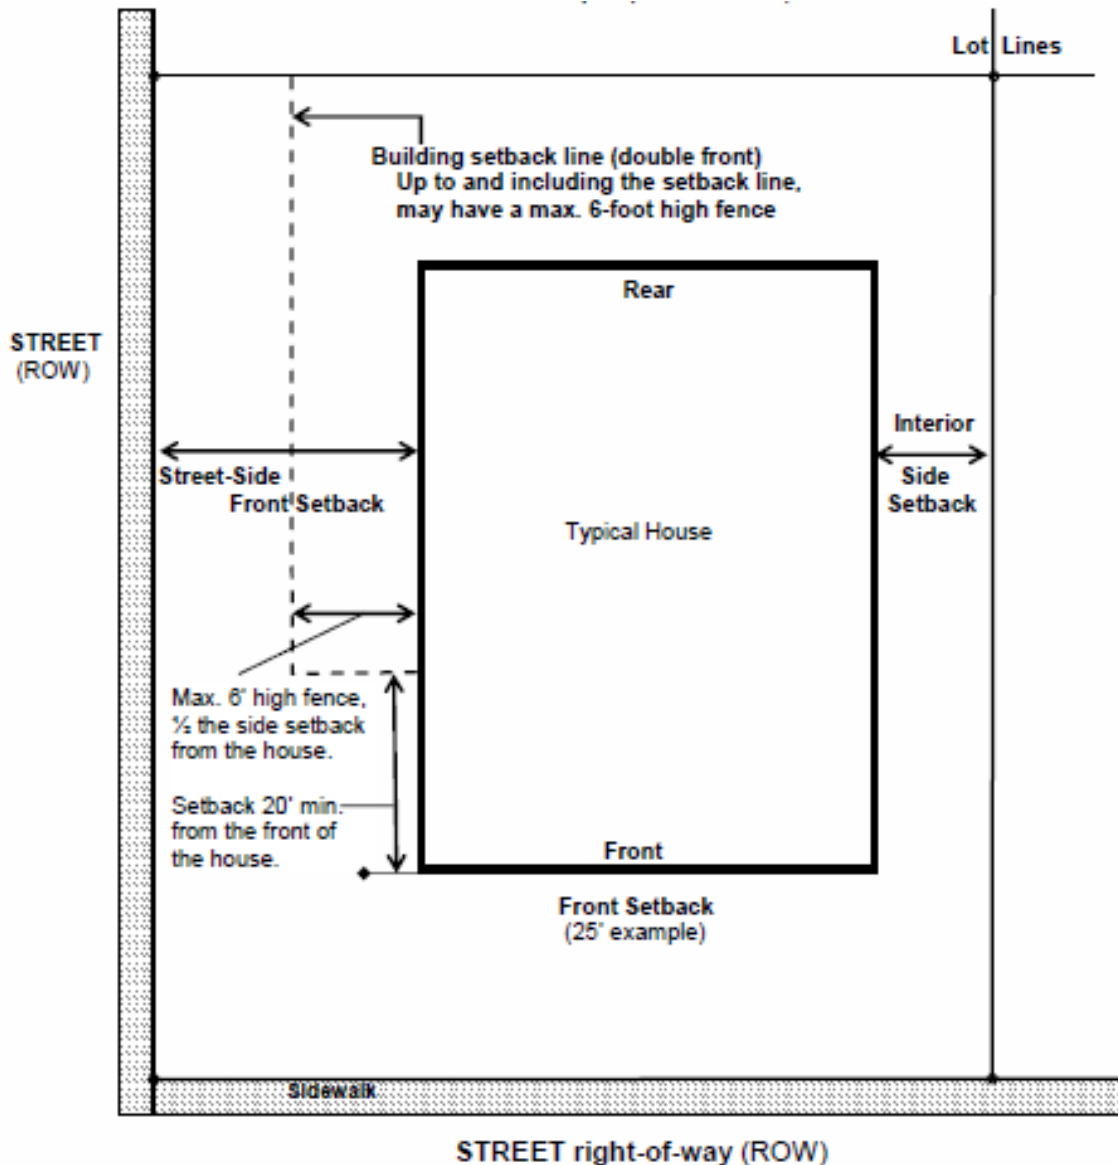 Lot Lines
Building setback line (double front)
Up to and including the setback line,
may have a max. 6-foot high fence
Rear
STREET
(ROW)
Interior
Side
Setback
Street-Side
Front Setback
Typical House
Max. 6' high fence,
½ the side setback
from the house.
Setback 20' min.
from the front of
the house.
Front
Front Setback
(25' example)
Sidewalk
STREET right-of-way (ROW)